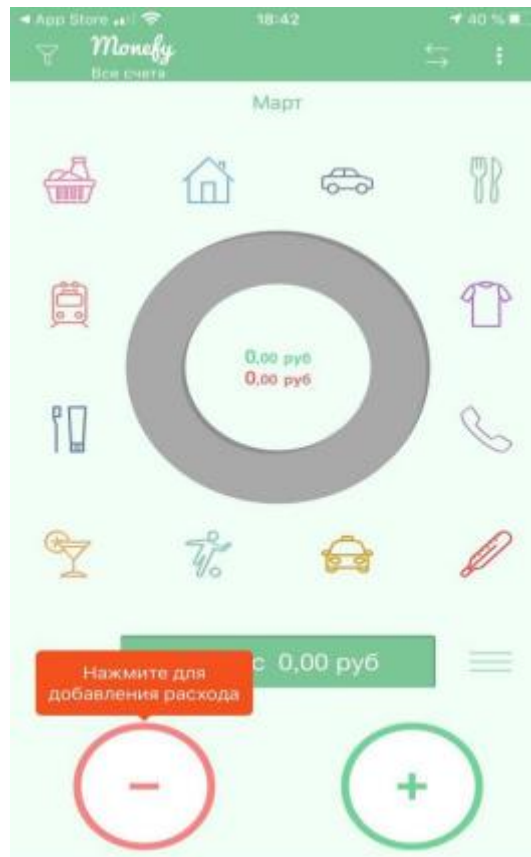 App Store
18:42
40 %
Monefy
Все счета
Март
0,00 руб
0,00 руб
с 0,00 руб
Нажмите для
добавления расхода